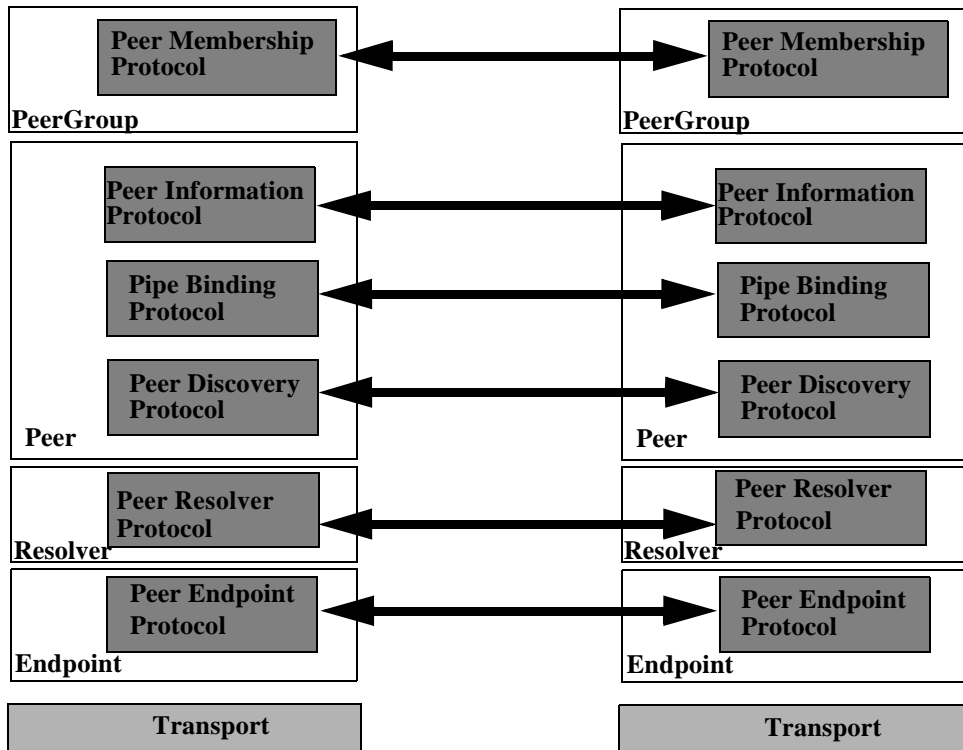 Peer Membership
Protocol
PeerGroup
Peer Information
Protocol
Pipe Binding
Protocol
Peer Discovery
Protocol
Peer
Peer Resolver
Protocol
Resolver
Peer Endpoint
Protocol
Endpoint
Transport
Peer Membership
Protocol
PeerGroup
Peer Information
Protocol
Pipe Binding
Protocol
Peer Discovery
Protocol
Peer
Peer Resolver
Protocol
Resolver
Peer Endpoint
Protocol
Endpoint
Transport